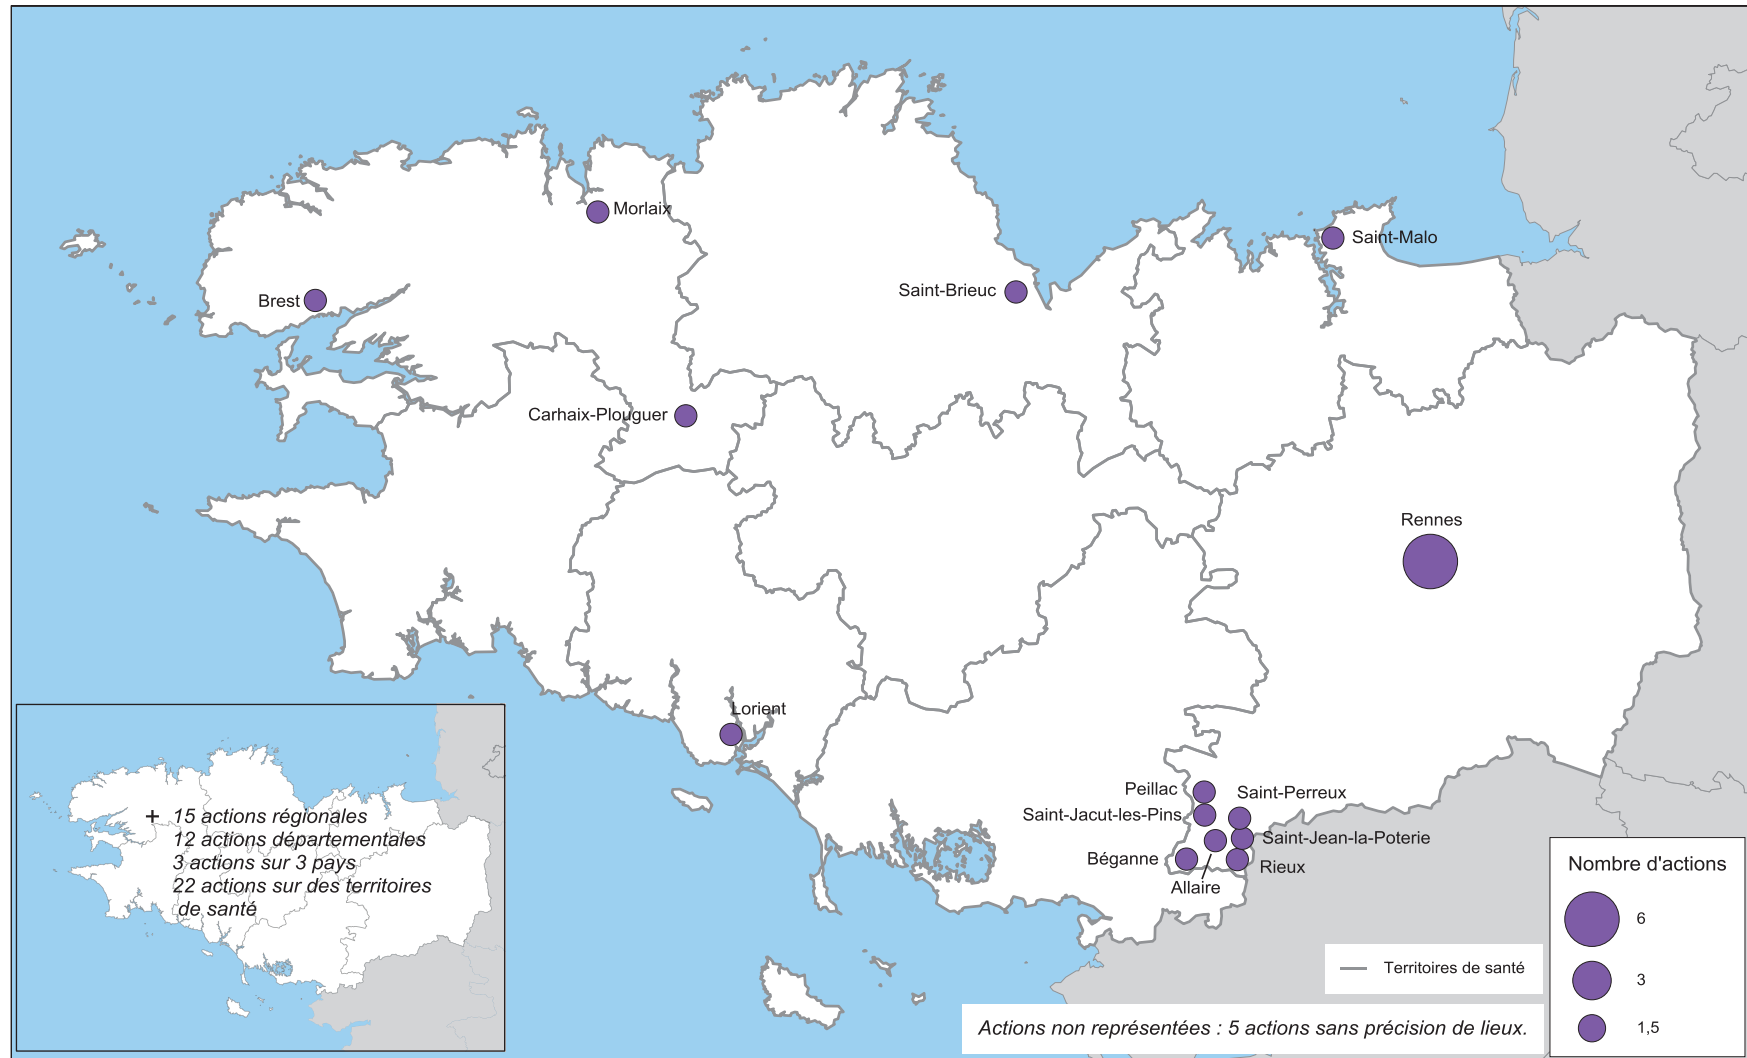 Morlaix
Saint-Malo
Brest
Saint-Brieuc
Carhaix-Plouguer
Rennes
Lorient
Peillac
Saint-Perreux
Saint-Jacut-les-Pins
Saint-Jean-la-Poterie
Béganne
Rieux
Allaire
+ 15 actions régionales
12 actions départementales
3 actions sur 3 pays
22 actions sur des territoires
de santé
Nombre d'actions
6
3
1,5
Territoires de santé
Actions non représentées : 5 actions sans précision de lieux.